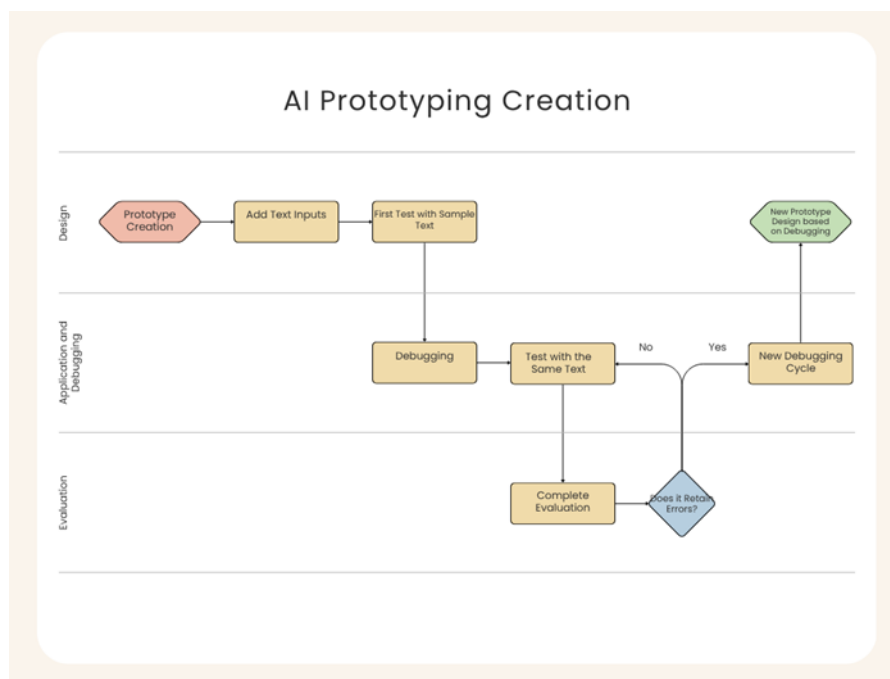 AI Prototyping Creation
Design
Prototype
Creation
Add Text Inputs
First Test with Sample
Text
New Prototype
Design based
on Debugging
Application and
Debugging
Debugging
Test with the
Same Text
No
Yes
New Debugging
Cycle
Evaluation
Complete
Evaluation
Does it Retain
Errors?